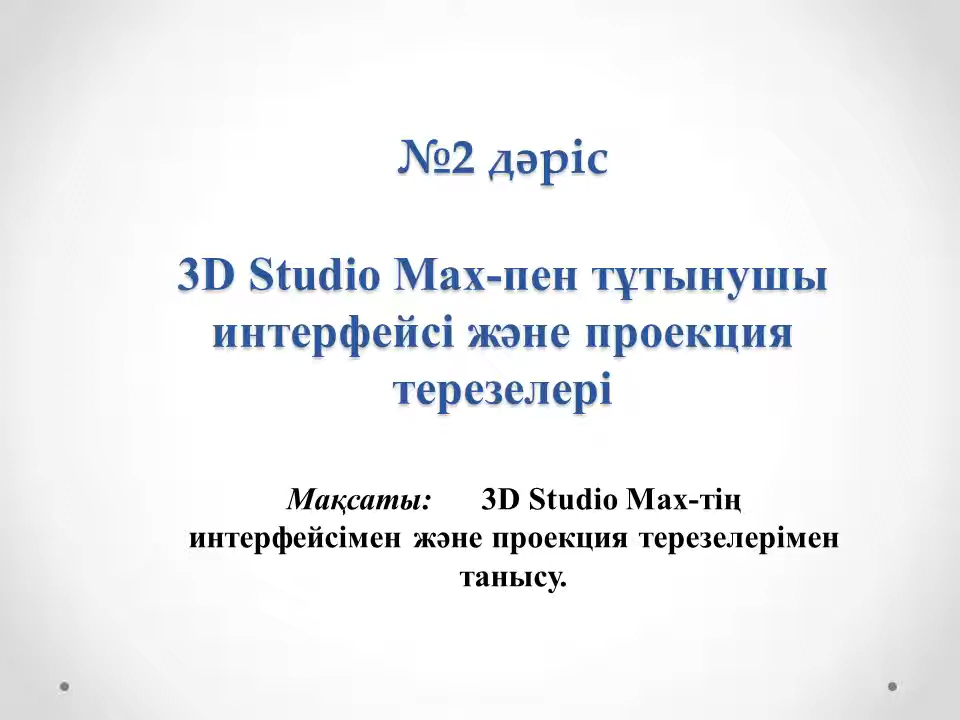 №2 дәріс
3D Studio Max-пен тұтынушы
интерфейсі және проекция
терезелері
Мақсаты: 3D Studio Max-тің
интерфейсімен және проекция терезелерімен
танысу.